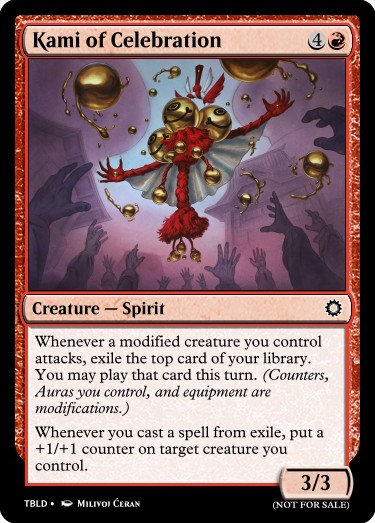 Kami of Celebration 4
Creature — Spirit
Whenever a modified creature you control
attacks, exile the top card of your library.
You may play that card this turn. (Counters,
Auras you control, and equipment are
modifications.)
Whenever you cast a spell from exile, put a
+1/+1 counter on target creature you
control.
3/3
TBLD • Milivoj Ćeran
(NOT FOR SALE)